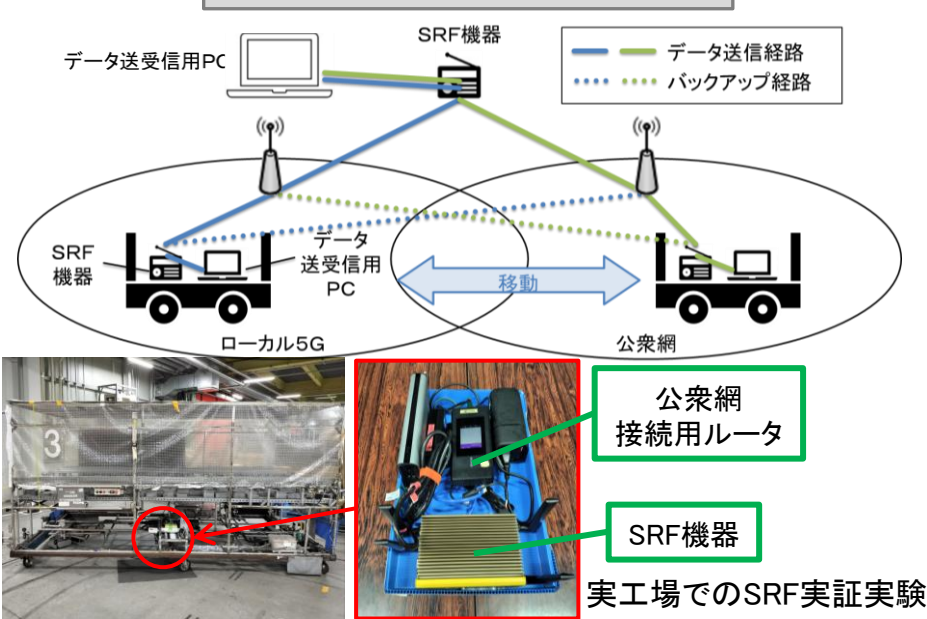 SRF機器
データ送受信用PC
データ送信経路
バックアップ経路
SRF
機器
データ
送受信用
PC
移動
ローカル5G
公衆網
3
公衆網
接続用ルータ
SRF機器
実工場でのSRF実証実験